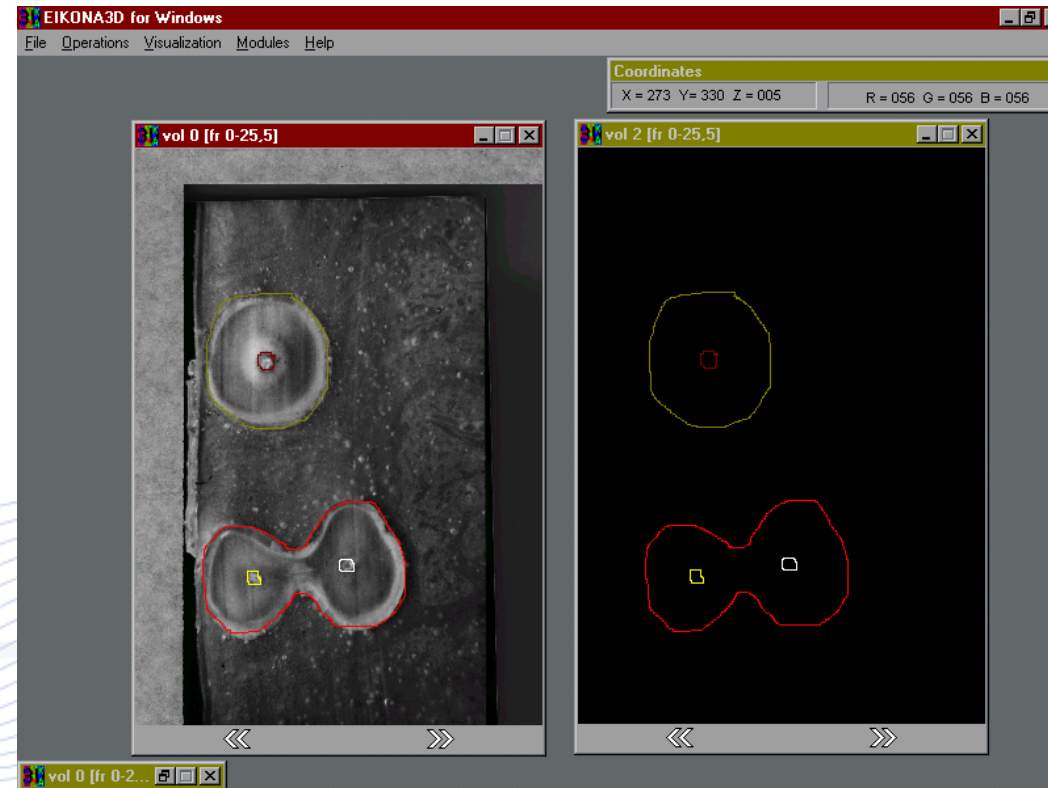 EIKONA3D for Windows
File Operations Visualization Modules Help
Coordinates
X = 273 Y= 330 Z = 005 R = 056 G = 056 B = 056
vol 0 [fr 0-25,5]
vol 2 [fr 0-25,5]
vol 0 [fr 0-2...